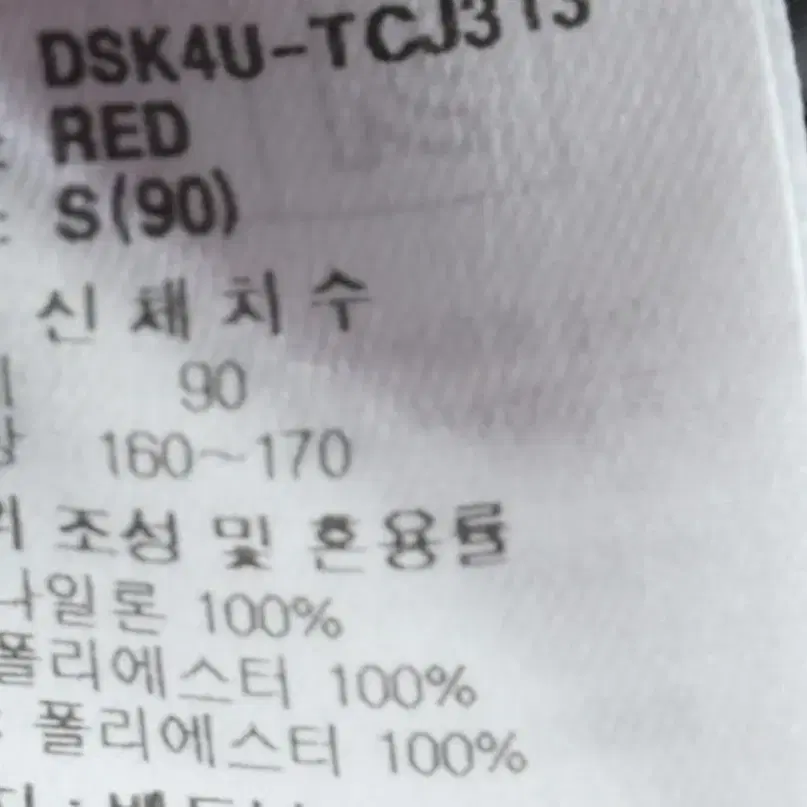 DSK4U-TCJ313
: RED
: S(90)
신체치수
90
160~170
조성 및 혼용률
나일론 100%
폴리에스터 100%
: 폴리에스터 100%